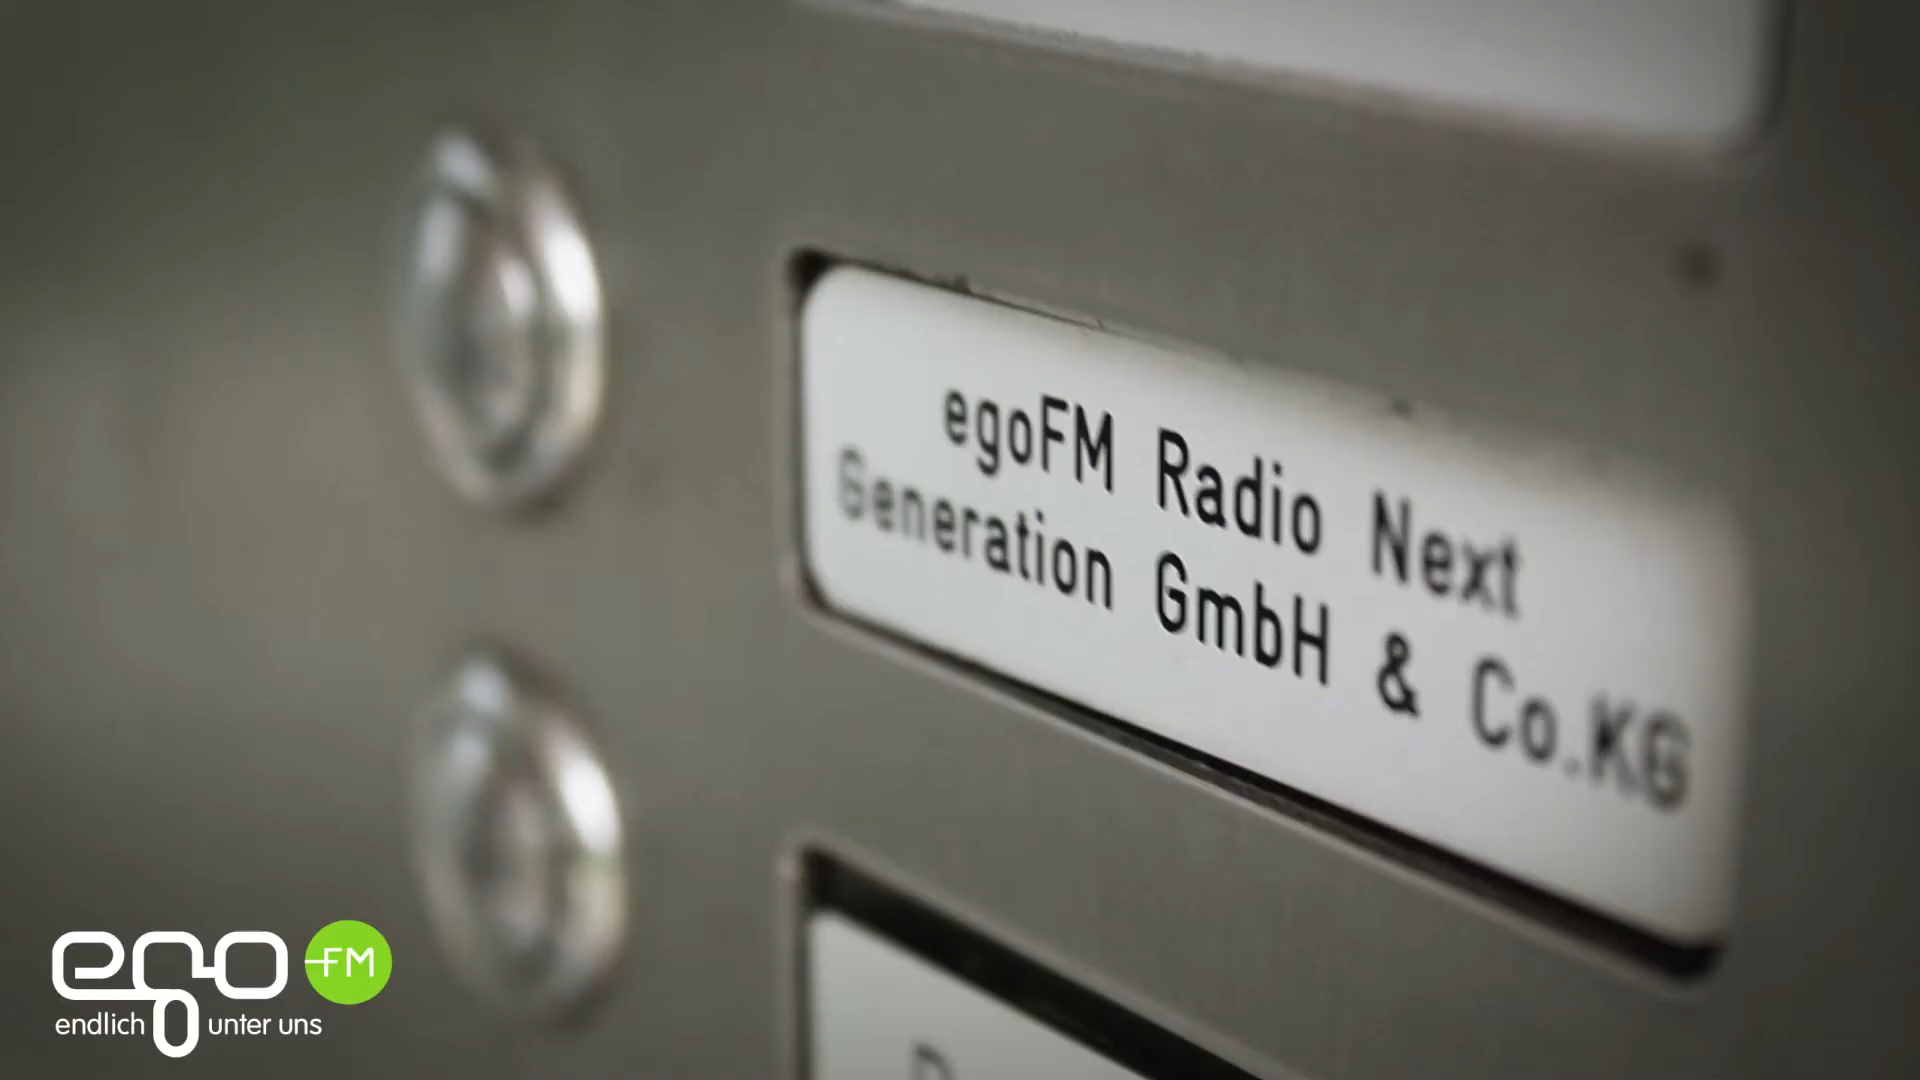 egoFM Radio Next
Generation GmbH & Co.KG
ego FM
endlich unter uns